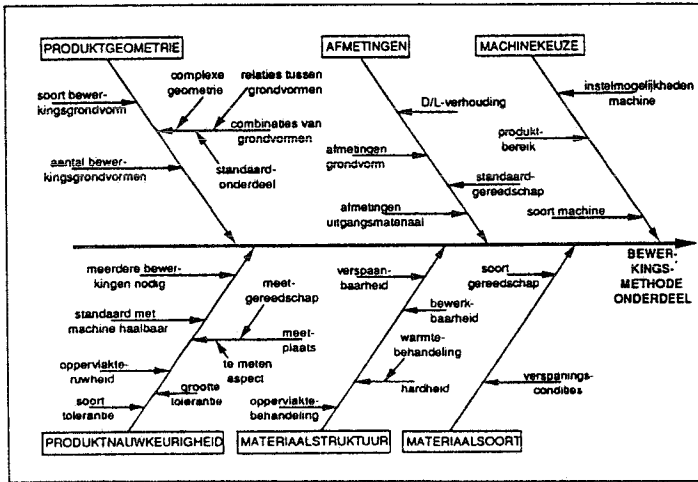 PRODUKTGEOMETRIE
AFMETINGEN
MACHINEKEUZE
soort bewer-
kingsgrondvorm
complexe
geometrie
relaties tussen
grondvormen
combinaties van
grondvormen
standaard-
onderdeel
aantal bewer-
kingsgrondvormen
D/L-verhouding
afmetingen
grondvorm
standaard-
gereedschap
afmetingen
uitgangsmateriaal
instelmogelijkheden
machine
produkt-
bereik
soort machine
BEWER-
KINGS-
METHODE
ONDERDEEL
meerdere bewer-
kingen nodig
meet-
gereedschap
standaard met
machine haalbaar
meet-
plaats
te meten
aspect
oppervlakte-
ruwheid
grootte
tolerantie
soort
tolerantie
verspaan-
baarheid
bewerk-
baarheid
warmte-
behandeling
hardheid
oppervlakte-
behandeling
soort
gereedschap
verspanings-
condities
PRODUKTNAUWKEURIGHEID
MATERIAALSTRUKTUUR
MATERIAALSOORT